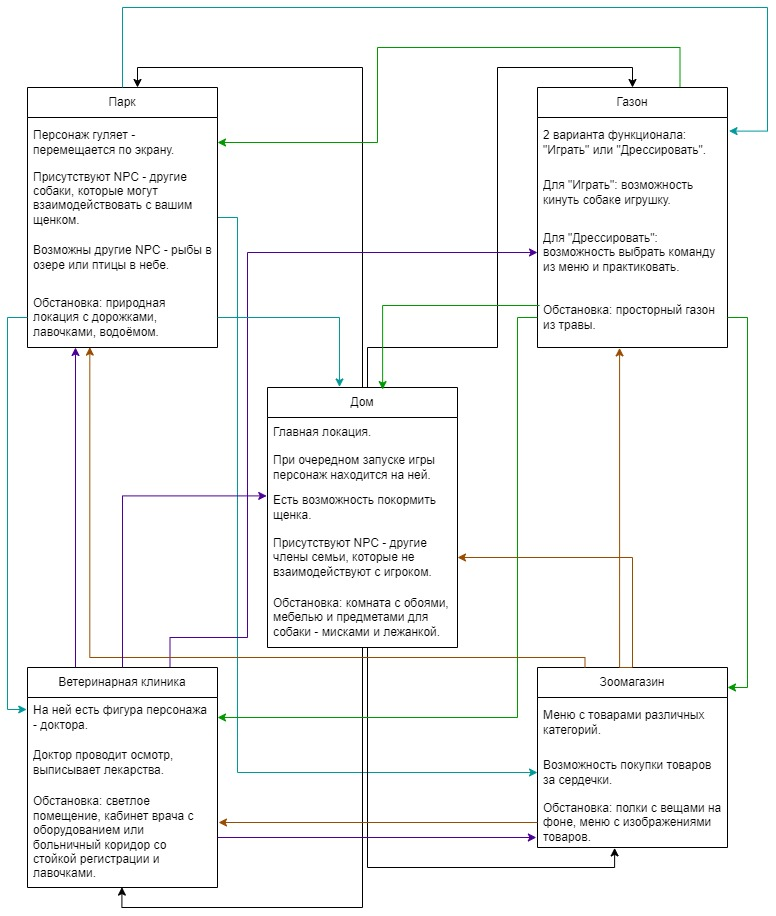 Парк
Персонаж гуляет -
перемещается по экрану.
Присутствуют NPC - другие
собаки, которые могут
взаимодействовать с вашим
щенком.
Возможны другие NPC - рыбы в
озере или птицы в небе.
Обстановка: природная
локация с дорожками,
лавочками, водоёмом.
Газон
2 варианта функционала:
"Играть" или "Дрессировать".
Для "Играть": возможность
кинуть собаке игрушку.
Для "Дрессировать":
возможность выбрать команду
из меню и практиковать.
Обстановка: просторный газон
из травы.
Дом
Главная локация.
При очередном запуске игры
персонаж находится на ней.
Есть возможность покормить
щенка.
Присутствуют NPC - другие
члены семьи, которые не
взаимодействуют с игроком.
Обстановка: комната с обоями,
мебелью и предметами для
собаки - мисками и лежанкой.
Ветеринарная клиника
На ней есть фигура персонажа
- доктора.
Доктор проводит осмотр,
выписывает лекарства.
Обстановка: светлое
помещение, кабинет врача с
оборудованием или
больничный коридор со
стойкой регистрации и
лавочками.
Зоомагазин
Меню с товарами различных
категорий.
Возможность покупки товаров
за сердечки.
Обстановка: полки с вещами на
фоне, меню с изображениями
товаров.